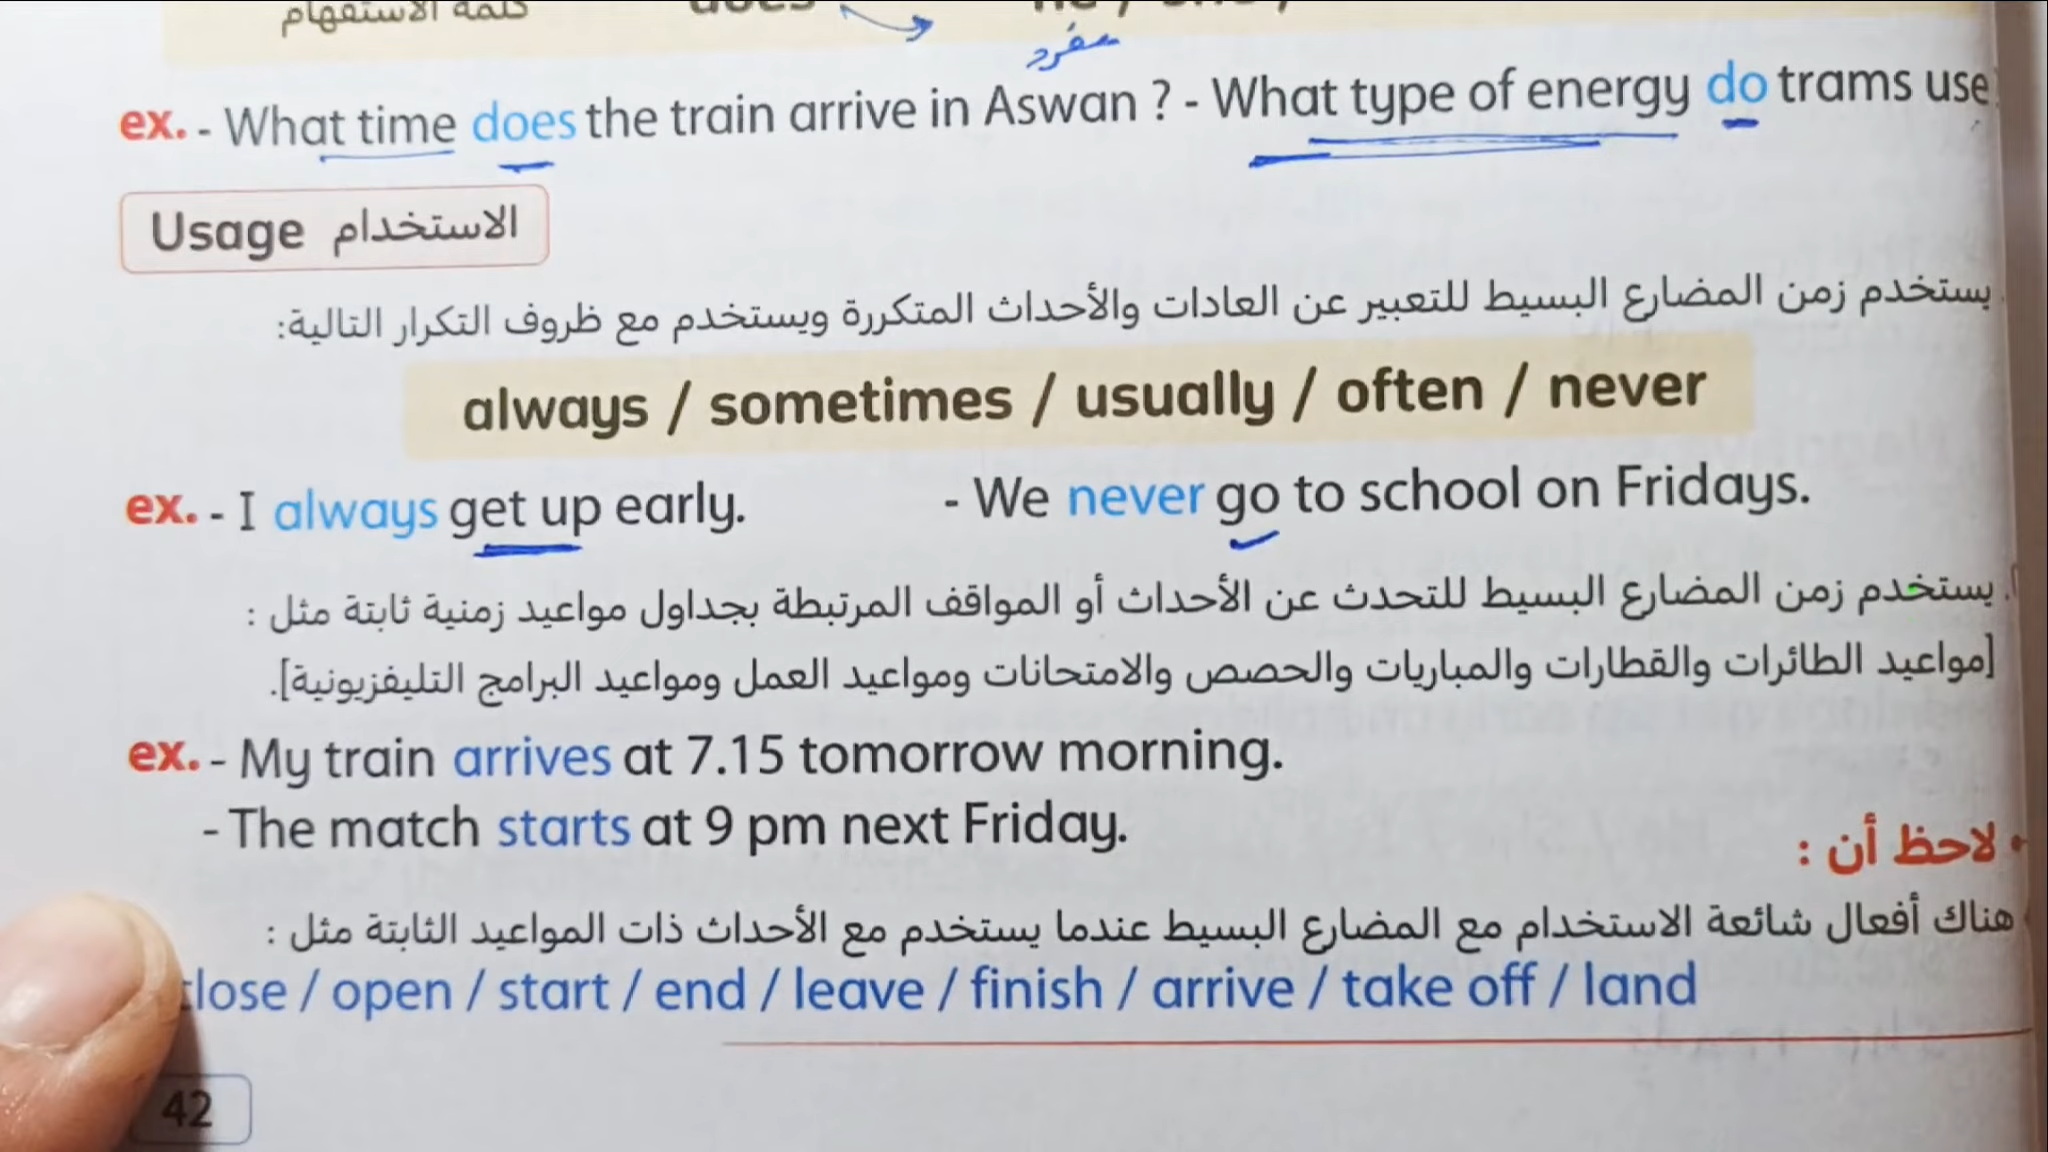 كلمة الاستفهام does he / she /
مفرد
ex. - What time does the train arrive in Aswan ? - What type of energy do trams use
Usage الاستخدام
يستخدم زمن المضارع البسيط للتعبير عن العادات والأحداث المتكررة ويستخدم مع ظروف التكرار التالية:
always / sometimes / usually / often / never
ex. - I always get up early. - We never go to school on Fridays.
يستخدم زمن المضارع البسيط للتحدث عن الأحداث أو المواقف المرتبطة بجداول مواعيد زمنية ثابتة مثل :
[مواعيد الطائرات والقطارات والمباريات والحصص والامتحانات ومواعيد العمل ومواعيد البرامج التليفزيونية].
ex. - My train arrives at 7.15 tomorrow morning.
- The match starts at 9 pm next Friday.
• لاحظ أن :
هناك أفعال شائعة الاستخدام مع المضارع البسيط عندما يستخدم مع الأحداث ذات المواعيد الثابتة مثل :
close / open / start / end / leave / finish / arrive / take off / land
42